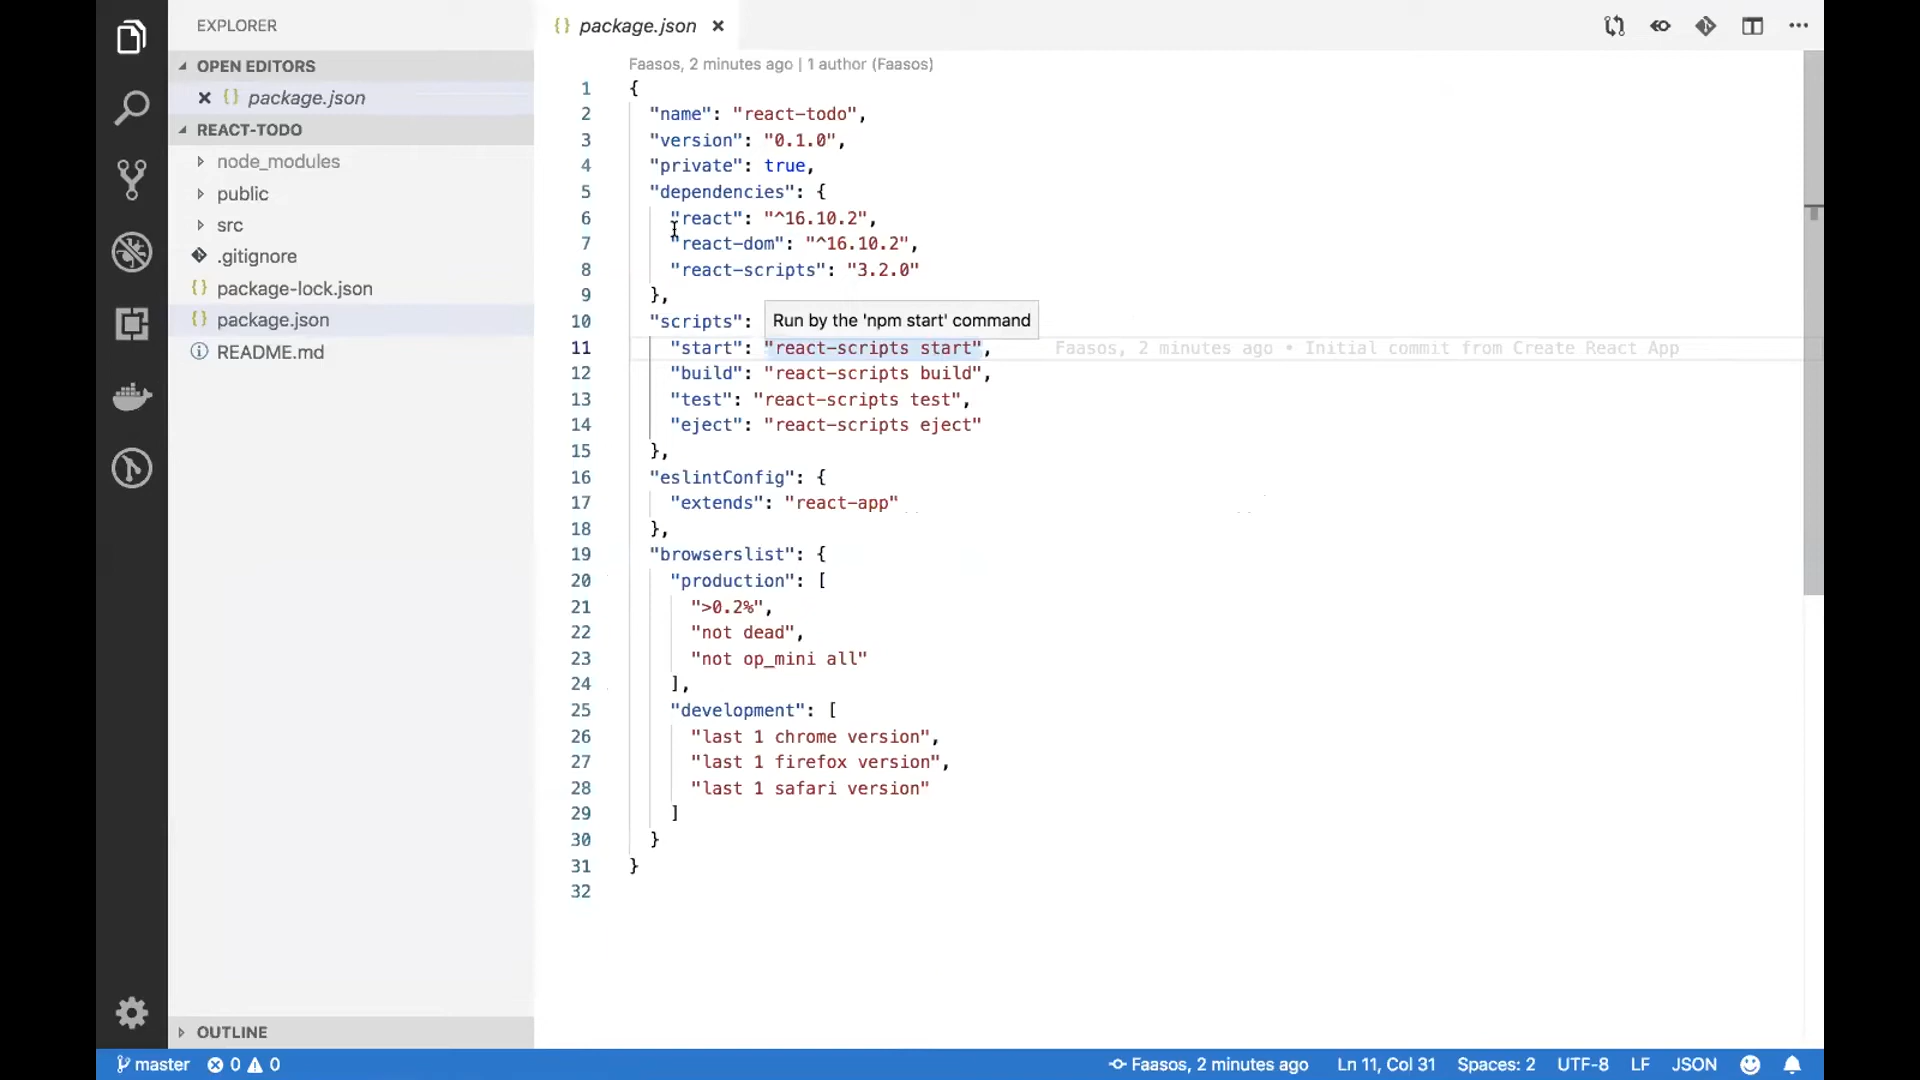 EXPLORER
OPEN EDITORS
package.json
REACT-TODO
node_modules
public
src
.gitignore
package-lock.json
package.json
README.md
OUTLINE
package.json
Faasos, 2 minutes ago | 1 author (Faasos)
1 {
2 "name": "react-todo",
3 "version": "0.1.0",
4 "private": true,
5 "dependencies": {
6 "react": "^16.10.2",
7 "react-dom": "^16.10.2",
8 "react-scripts": "3.2.0"
9 },
10 "scripts":
Run by the 'npm start' command
11 "start": "react-scripts start", Faasos, 2 minutes ago • Initial commit from Create React App
12 "build": "react-scripts build",
13 "test": "react-scripts test",
14 "eject": "react-scripts eject"
15 },
16 "eslintConfig": {
17 "extends": "react-app"
18 },
19 "browserslist": {
20 "production": [
21 ">0.2%",
22 "not dead",
23 "not op_mini all"
24 ],
25 "development": [
26 "last 1 chrome version",
27 "last 1 firefox version",
28 "last 1 safari version"
29 ]
30 }
31 }
32
master 0 0 Faasos, 2 minutes ago Ln 11, Col 31 Spaces: 2 UTF-8 LF JSON